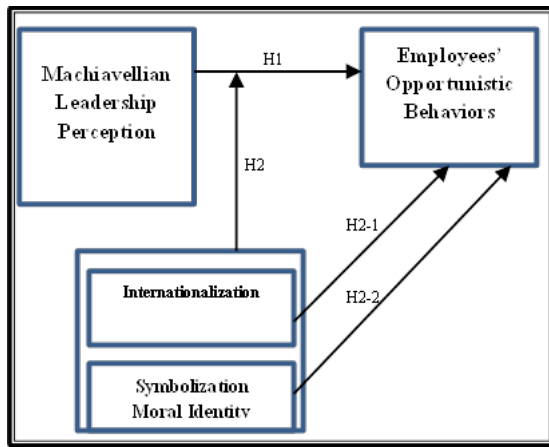 Machiavellian
Leadership
Perception
H1
Employees'
Opportunistic
Behaviors
H2
H2-1
H2-2
Internationalization
Symbolization
Moral Identity